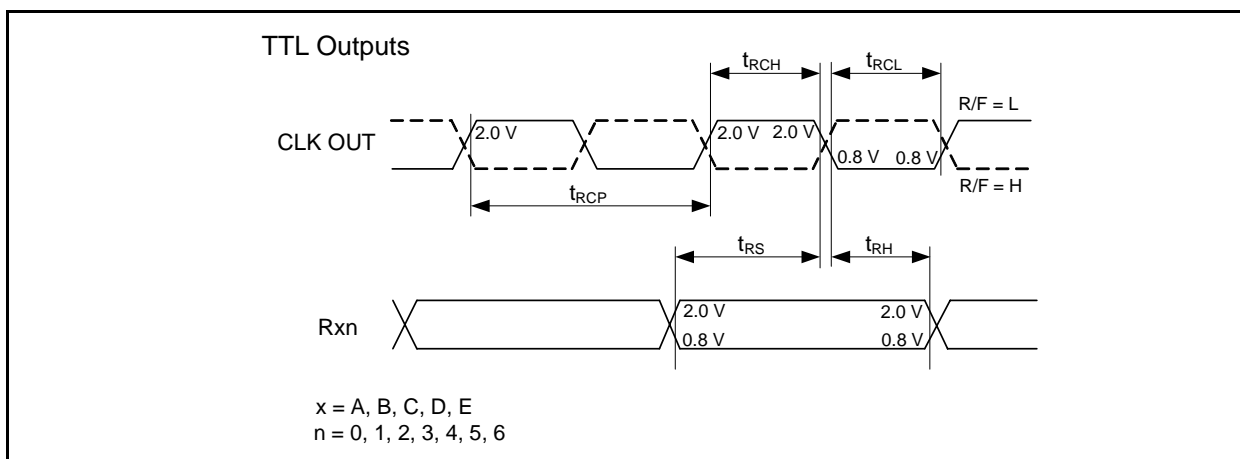 TTL Outputs
tRCH
tRCL
R/F = L
CLK OUT
2.0 V
2.0 V
2.0 V
0.8 V
0.8 V
R/F = H
tRCP
tRS
tRH
Rxn
2.0 V
2.0 V
0.8 V
0.8 V
x = A, B, C, D, E
n = 0, 1, 2, 3, 4, 5, 6